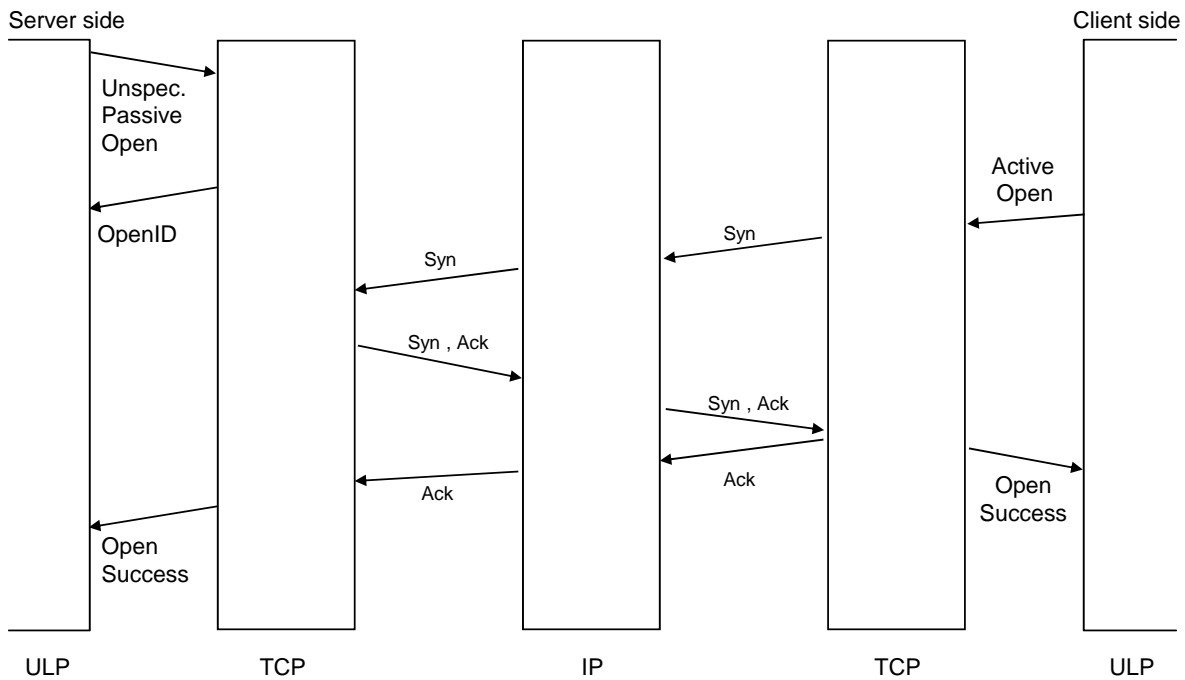 Server side
Client side
Unspec.
Passive
Open
Active
Open
OpenID
Syn
Syn
Syn , Ack
Syn , Ack
Ack
Ack
Open
Success
Open
Success
ULP
TCP
IP
TCP
ULP